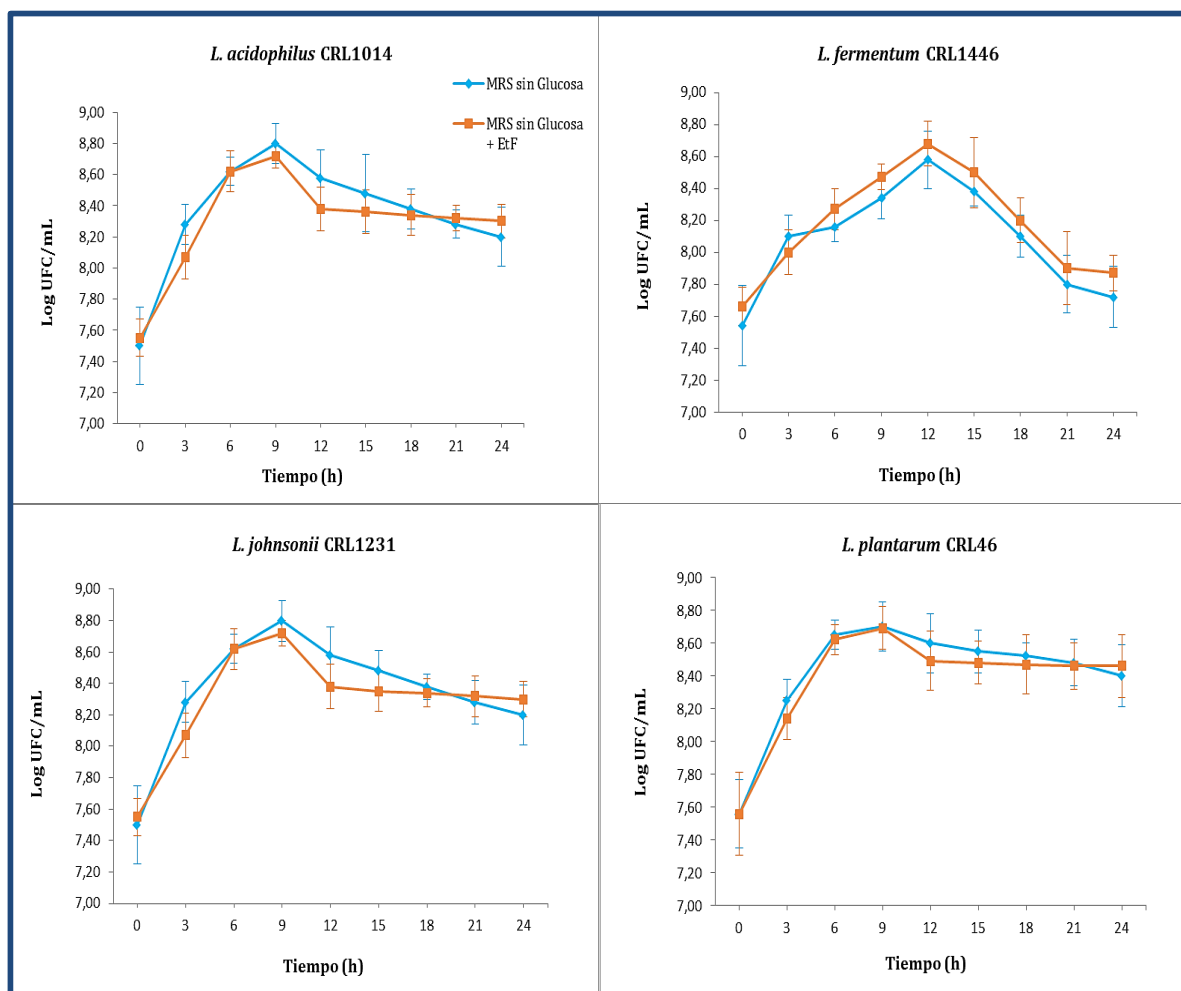 L. acidophilus CRL1014
MRS sin Glucosa
MRS sin Glucosa
+ EtF
9,00
8,80
8,60
8,40
8,20
8,00
7,80
7,60
7,40
7,20
7,00
Log UFC/mL
0 3 6 9 12 15 18 21 24
Tiempo (h)
L. fermentum CRL1446
9,00
8,80
8,60
8,40
8,20
8,00
7,80
7,60
7,40
7,20
7,00
Log UFC/mL
0 3 6 9 12 15 18 21 24
Tiempo (h)
L. johnsonii CRL1231
9,00
8,80
8,60
8,40
8,20
8,00
7,80
7,60
7,40
7,20
7,00
Log UFC/mL
0 3 6 9 12 15 18 21 24
Tiempo (h)
L. plantarum CRL46
9,00
8,80
8,60
8,40
8,20
8,00
7,80
7,60
7,40
7,20
7,00
Log UFC/mL
0 3 6 9 12 15 18 21 24
Tiempo (h)